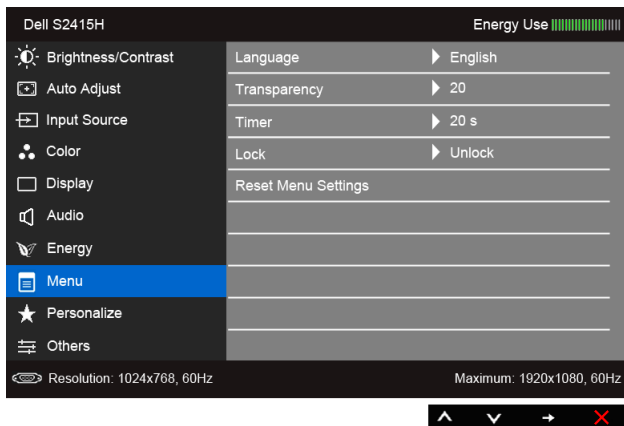 Dell S2415H Energy Use
Brightness/Contrast Language English
Auto Adjust Transparency 20
Input Source Timer 20 s
Color Lock Unlock
Display Reset Menu Settings
Audio
Energy
Menu
Personalize
Others
Resolution: 1024x768, 60Hz Maximum: 1920x1080, 60Hz